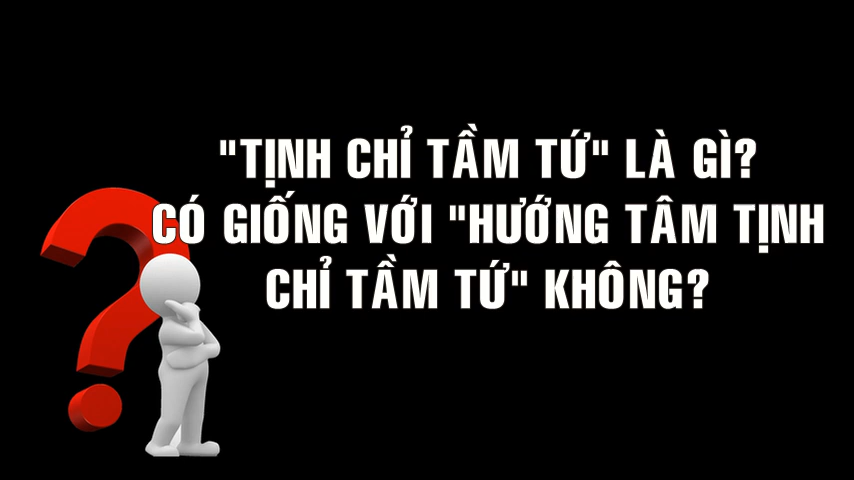 "TỊNH CHỈ TẦM TỨ" LÀ GÌ?
CÓ GIỐNG VỚI "HƯỚNG TÂM TỊNH
CHỈ TẦM TỨ" KHÔNG?